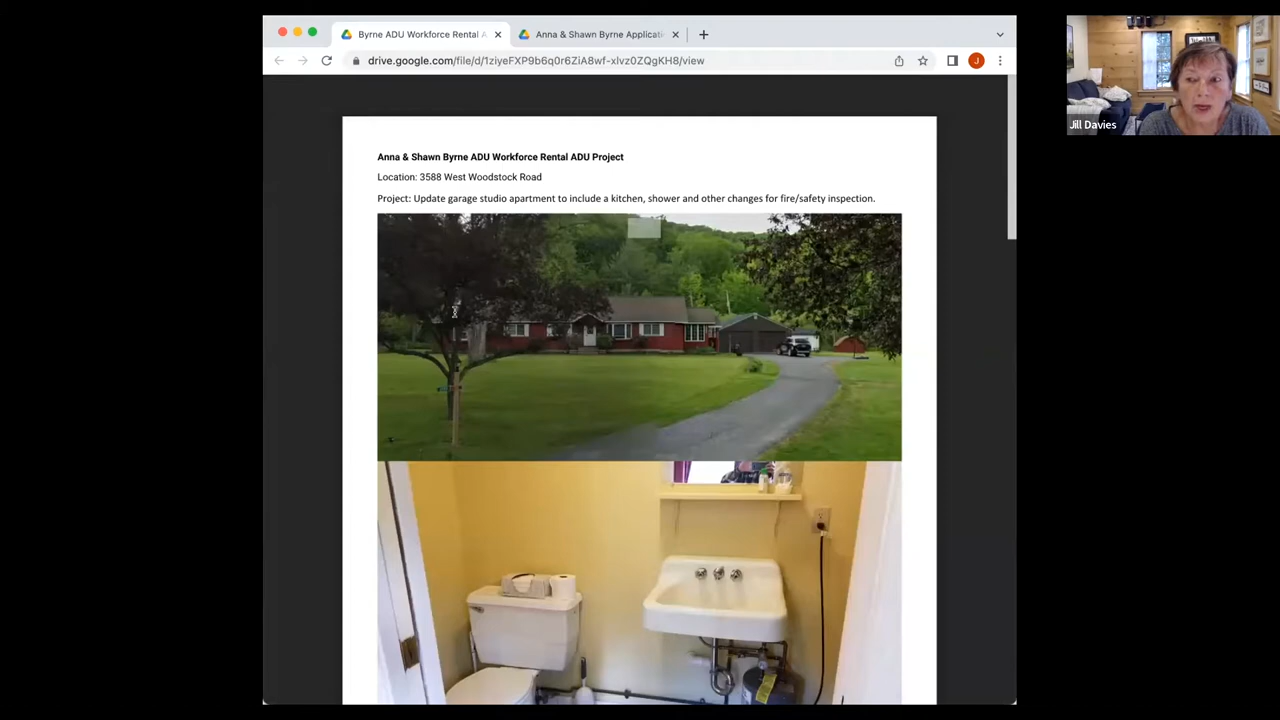 Byrne ADU Workforce Rental A
Anna & Shawn Byrne Applicati
drive.google.com/file/d/1ziyeFXP9b6q0r6ZiA8wf-xlvz0ZQgKH8/view
J
Jill Davies
Anna & Shawn Byrne ADU Workforce Rental ADU Project
Location: 3588 West Woodstock Road
Project: Update garage studio apartment to include a kitchen, shower and other changes for fire/safety inspection.